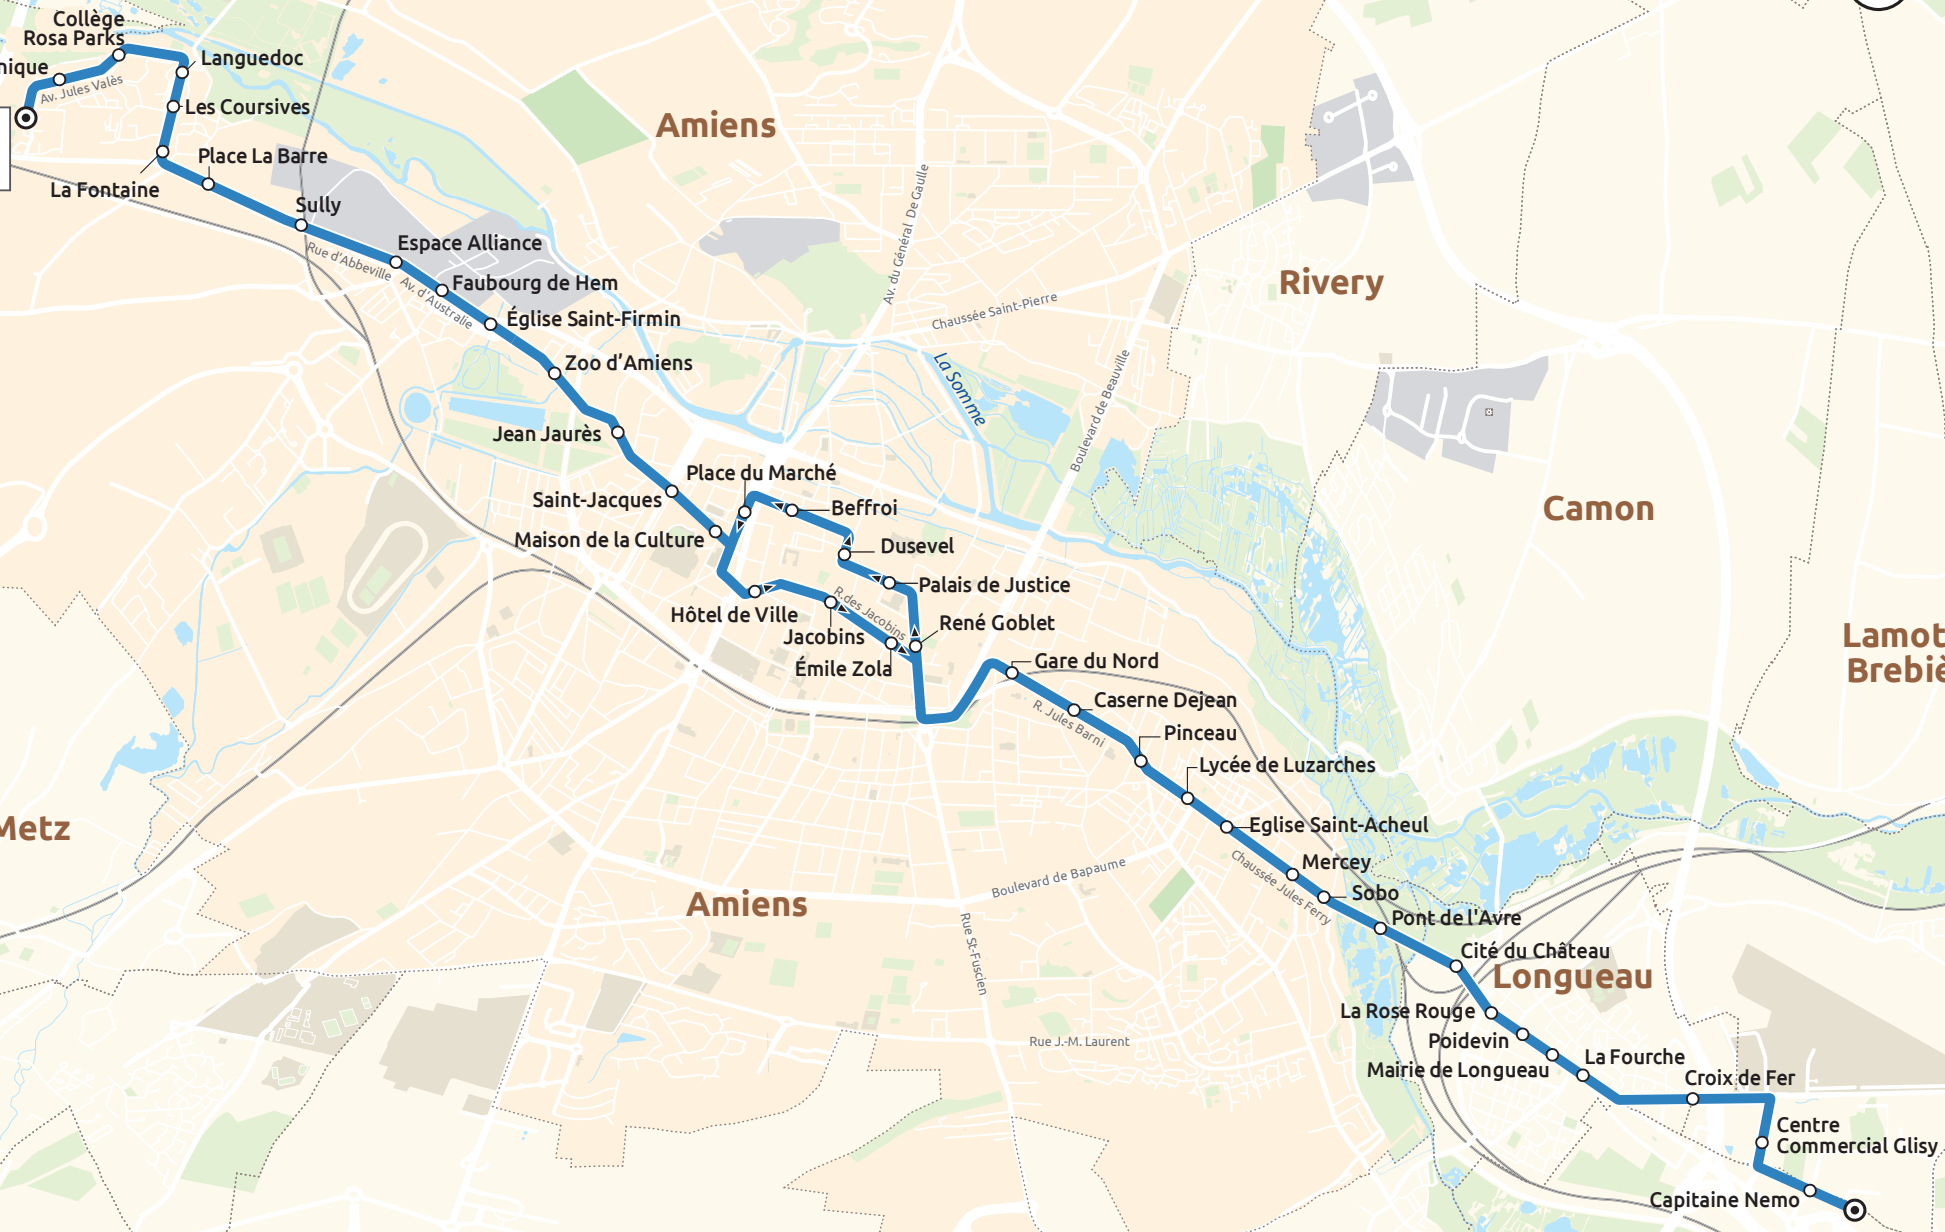 Collège
Rosa Parks
Languedoc
Av. Jules Valès
Les Coursives
Amiens
Place La Barre
La Fontaine
Sully
Av. du Général De Gaulle
Espace Alliance
Rue d'Abbeville
Av. d'Australie
Faubourg de Hem
Rivery
Église Saint-Firmin
Chaussée Saint-Pierre
Zoo d'Amiens
La Somme
Boulevard de Beauville
Jean Jaurès
Place du Marché
Saint-Jacques
Beffroi
Camon
Maison de la Culture
Dusevel
Palais de Justice
R.des Jacobins
Hôtel de Ville
René Goblet
Jacobins
Émile Zola
Gare du Nord
Caserne Dejean
R. Jules Barni
Pinceau
Lycée de Luzarches
Metz
Eglise Saint-Acheul
Chaussée Jules Ferry
Mercey
Boulevard de Bapaume
Sobo
Amiens
Pont de l'Avre
Rue St-Fuscien
Cité du Château
Longueau
La Rose Rouge
Poidevin
Rue J.-M. Laurent
La Fourche
Mairie de Longueau
Croix de Fer
Centre
Commercial Glisy
Capitaine Nemo